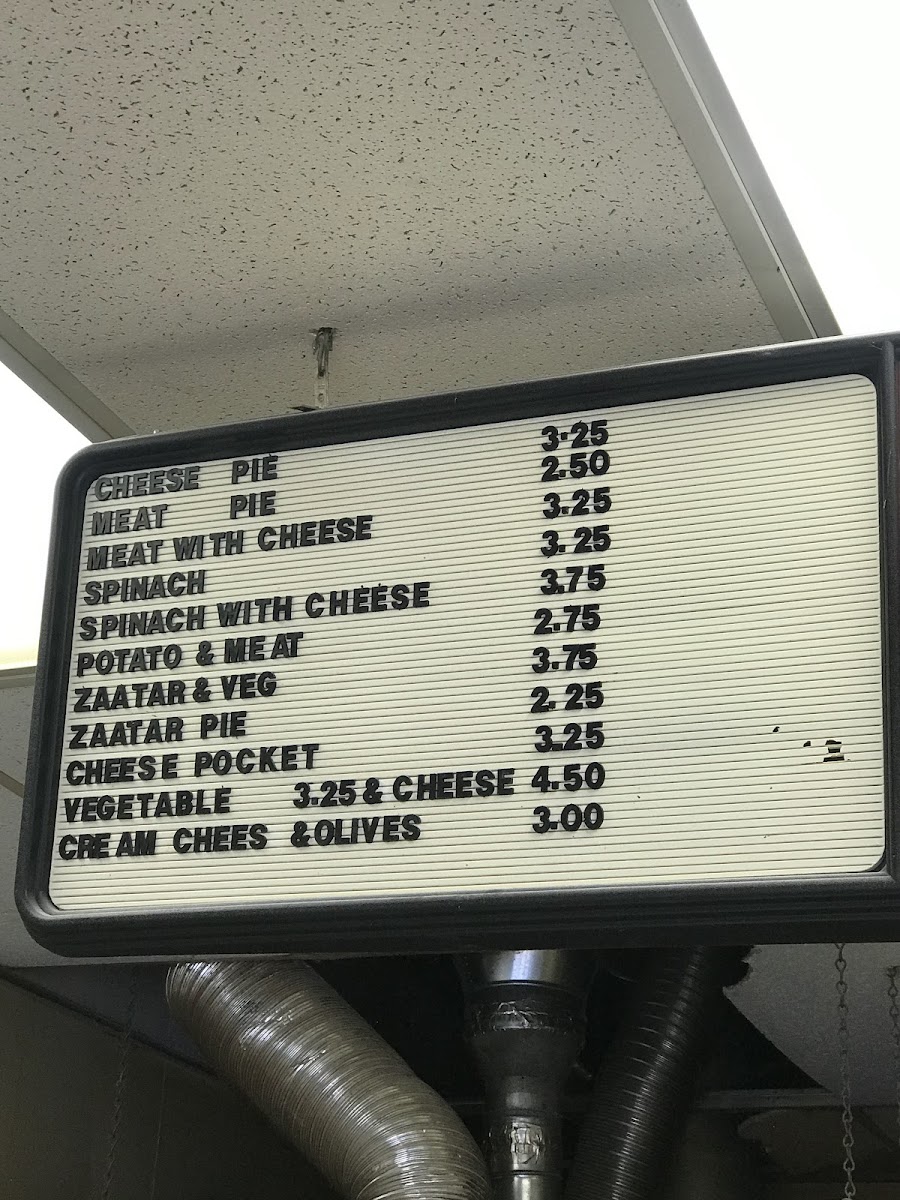 CHEESE PIE 3.25
MEAT PIE 2.50
MEAT WITH CHEESE 3.25
SPINACH 3.25
SPINACH WITH CHEESE 3.75
POTATO & MEAT 2.75
ZAATAR & VEG 3.75
ZAATAR PIE 2.25
CHEESE POCKET 3.25
VEGETABLE 3.25 & CHEESE 4.50
CREAM CHEES &OLIVES 3.00